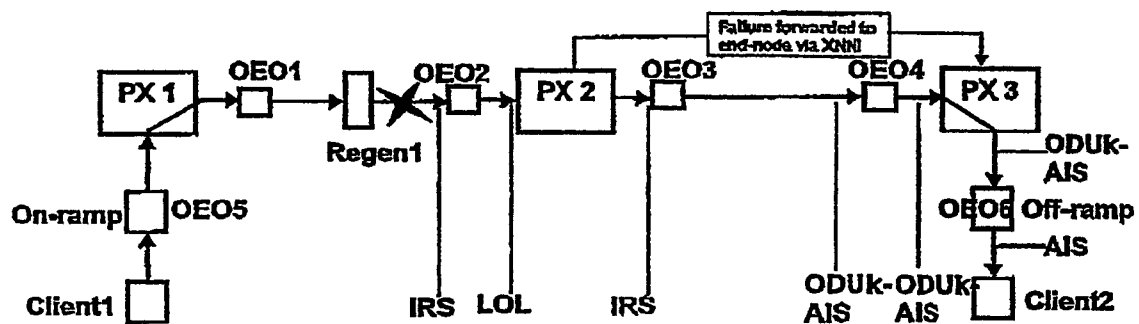 Failure forwarded to
end-node via XNNI
PX 1
OEO1
OEO2
PX 2
OEO3
OEO4
PX 3
Regen1
ODUk-
AIS
On-ramp
OEO5
OEO6
Off-ramp
AIS
Client1
IRS
LOL
IRS
ODUk-
AIS
ODUk-
AIS
Client2